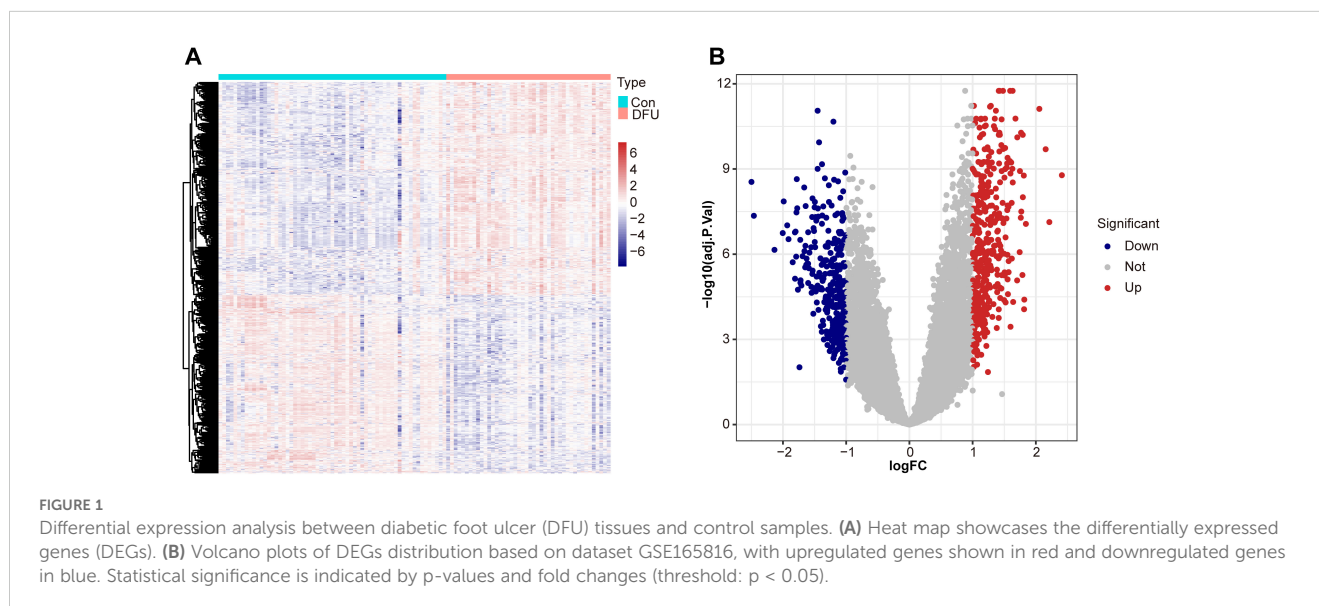 A
Type
Con
DFU
6
4
2
0
−2
−4
−6
B
12
9
6
3
0
−log10(adj.P.Val)
−2
−1
0
1
2
logFC
Significant
Down
Not
Up
FIGURE 1
Differential expression analysis between diabetic foot ulcer (DFU) tissues and control samples. (A) Heat map showcases the differentially expressed
genes (DEGs). (B) Volcano plots of DEGs distribution based on dataset GSE165816, with upregulated genes shown in red and downregulated genes
in blue. Statistical significance is indicated by p-values and fold changes (threshold: p < 0.05).